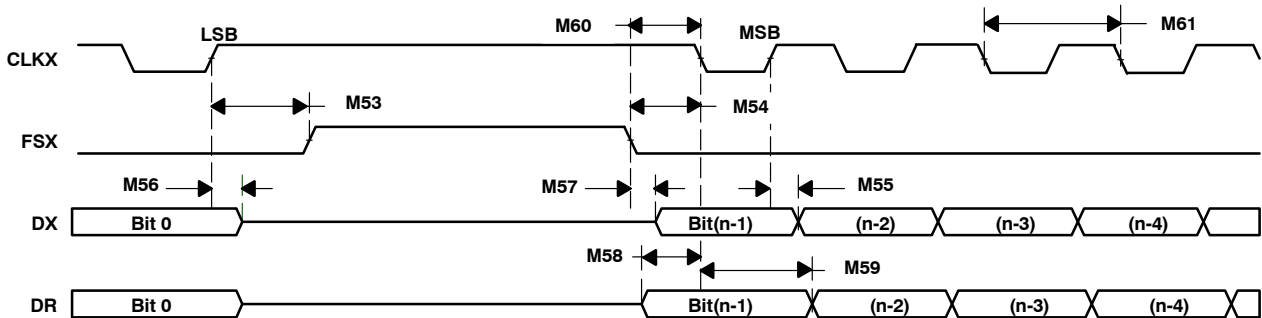 M60
MSB
M61
LSB
CLKX
M53
M54
FSX
M56
M57
M55
DX
Bit 0
Bit(n-1)
(n-2)
(n-3)
(n-4)
M58
M59
DR
Bit 0
Bit(n-1)
(n-2)
(n-3)
(n-4)